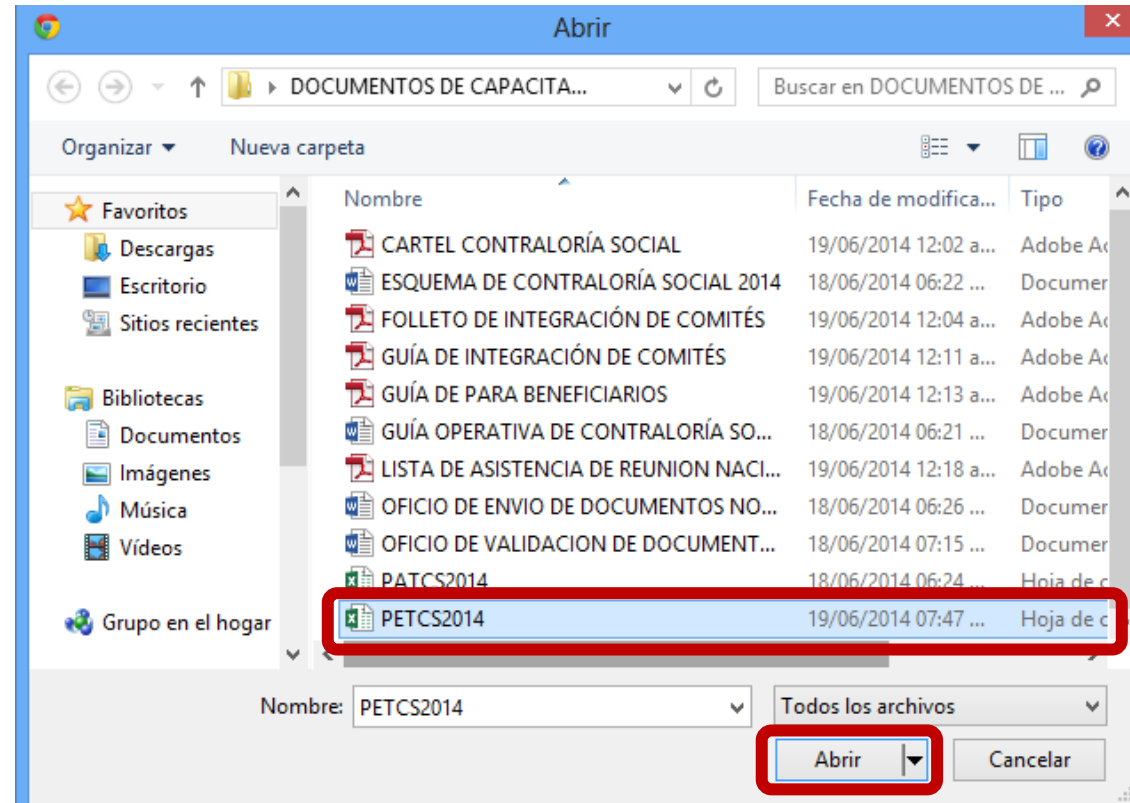 Abrir
DOCUMENTOS DE CAPACITA...
Buscar en DOCUMENTOS DE ...
Organizar
Nueva carpeta
Nombre Fecha de modifica... Tipo
CARTEL CONTRALORÍA SOCIAL 19/06/2014 12:02 a... Adobe Ac
ESQUEMA DE CONTRALORÍA SOCIAL 2014 18/06/2014 06:22 ... Documen
FOLLETO DE INTEGRACIÓN DE COMITÉS 19/06/2014 12:04 a... Adobe Ac
GUÍA DE INTEGRACIÓN DE COMITÉS 19/06/2014 12:11 a... Adobe Ac
GUÍA DE PARA BENEFICIARIOS 19/06/2014 12:13 a... Adobe Ac
GUÍA OPERATIVA DE CONTRALORÍA SO... 18/06/2014 06:21 ... Documen
LISTA DE ASISTENCIA DE REUNION NACI... 19/06/2014 12:18 a... Adobe Ac
OFICIO DE ENVIO DE DOCUMENTOS NO... 18/06/2014 06:26 ... Documen
OFICIO DE VALIDACION DE DOCUMENT... 18/06/2014 07:15 ... Documen
PATCS2014 18/06/2014 06:24 ... Hoja de c
PETCS2014 19/06/2014 07:47 ... Hoja de c
Favoritos
Descargas
Escritorio
Sitios recientes
Bibliotecas
Documentos
Imágenes
Música
Vídeos
Grupo en el hogar
Nombre: PETCS2014
Todos los archivos
Abrir
Cancelar